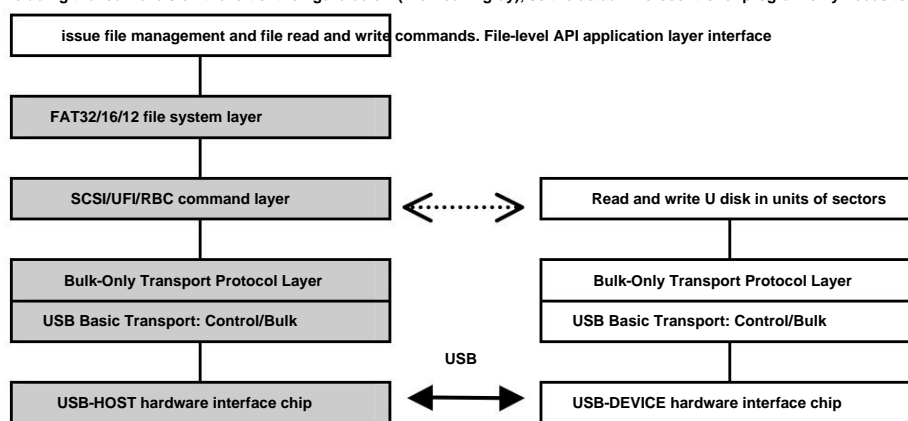 issue file management and file read and write commands. File-level API application layer interface
FAT32/16/12 file system layer
SCSI/UFI/RBC command layer
Read and write U disk in units of sectors
Bulk-Only Transport Protocol Layer
Bulk-Only Transport Protocol Layer
USB Basic Transport: Control/Bulk
USB Basic Transport: Control/Bulk
USB
USB-HOST hardware interface chip
USB-DEVICE hardware interface chip